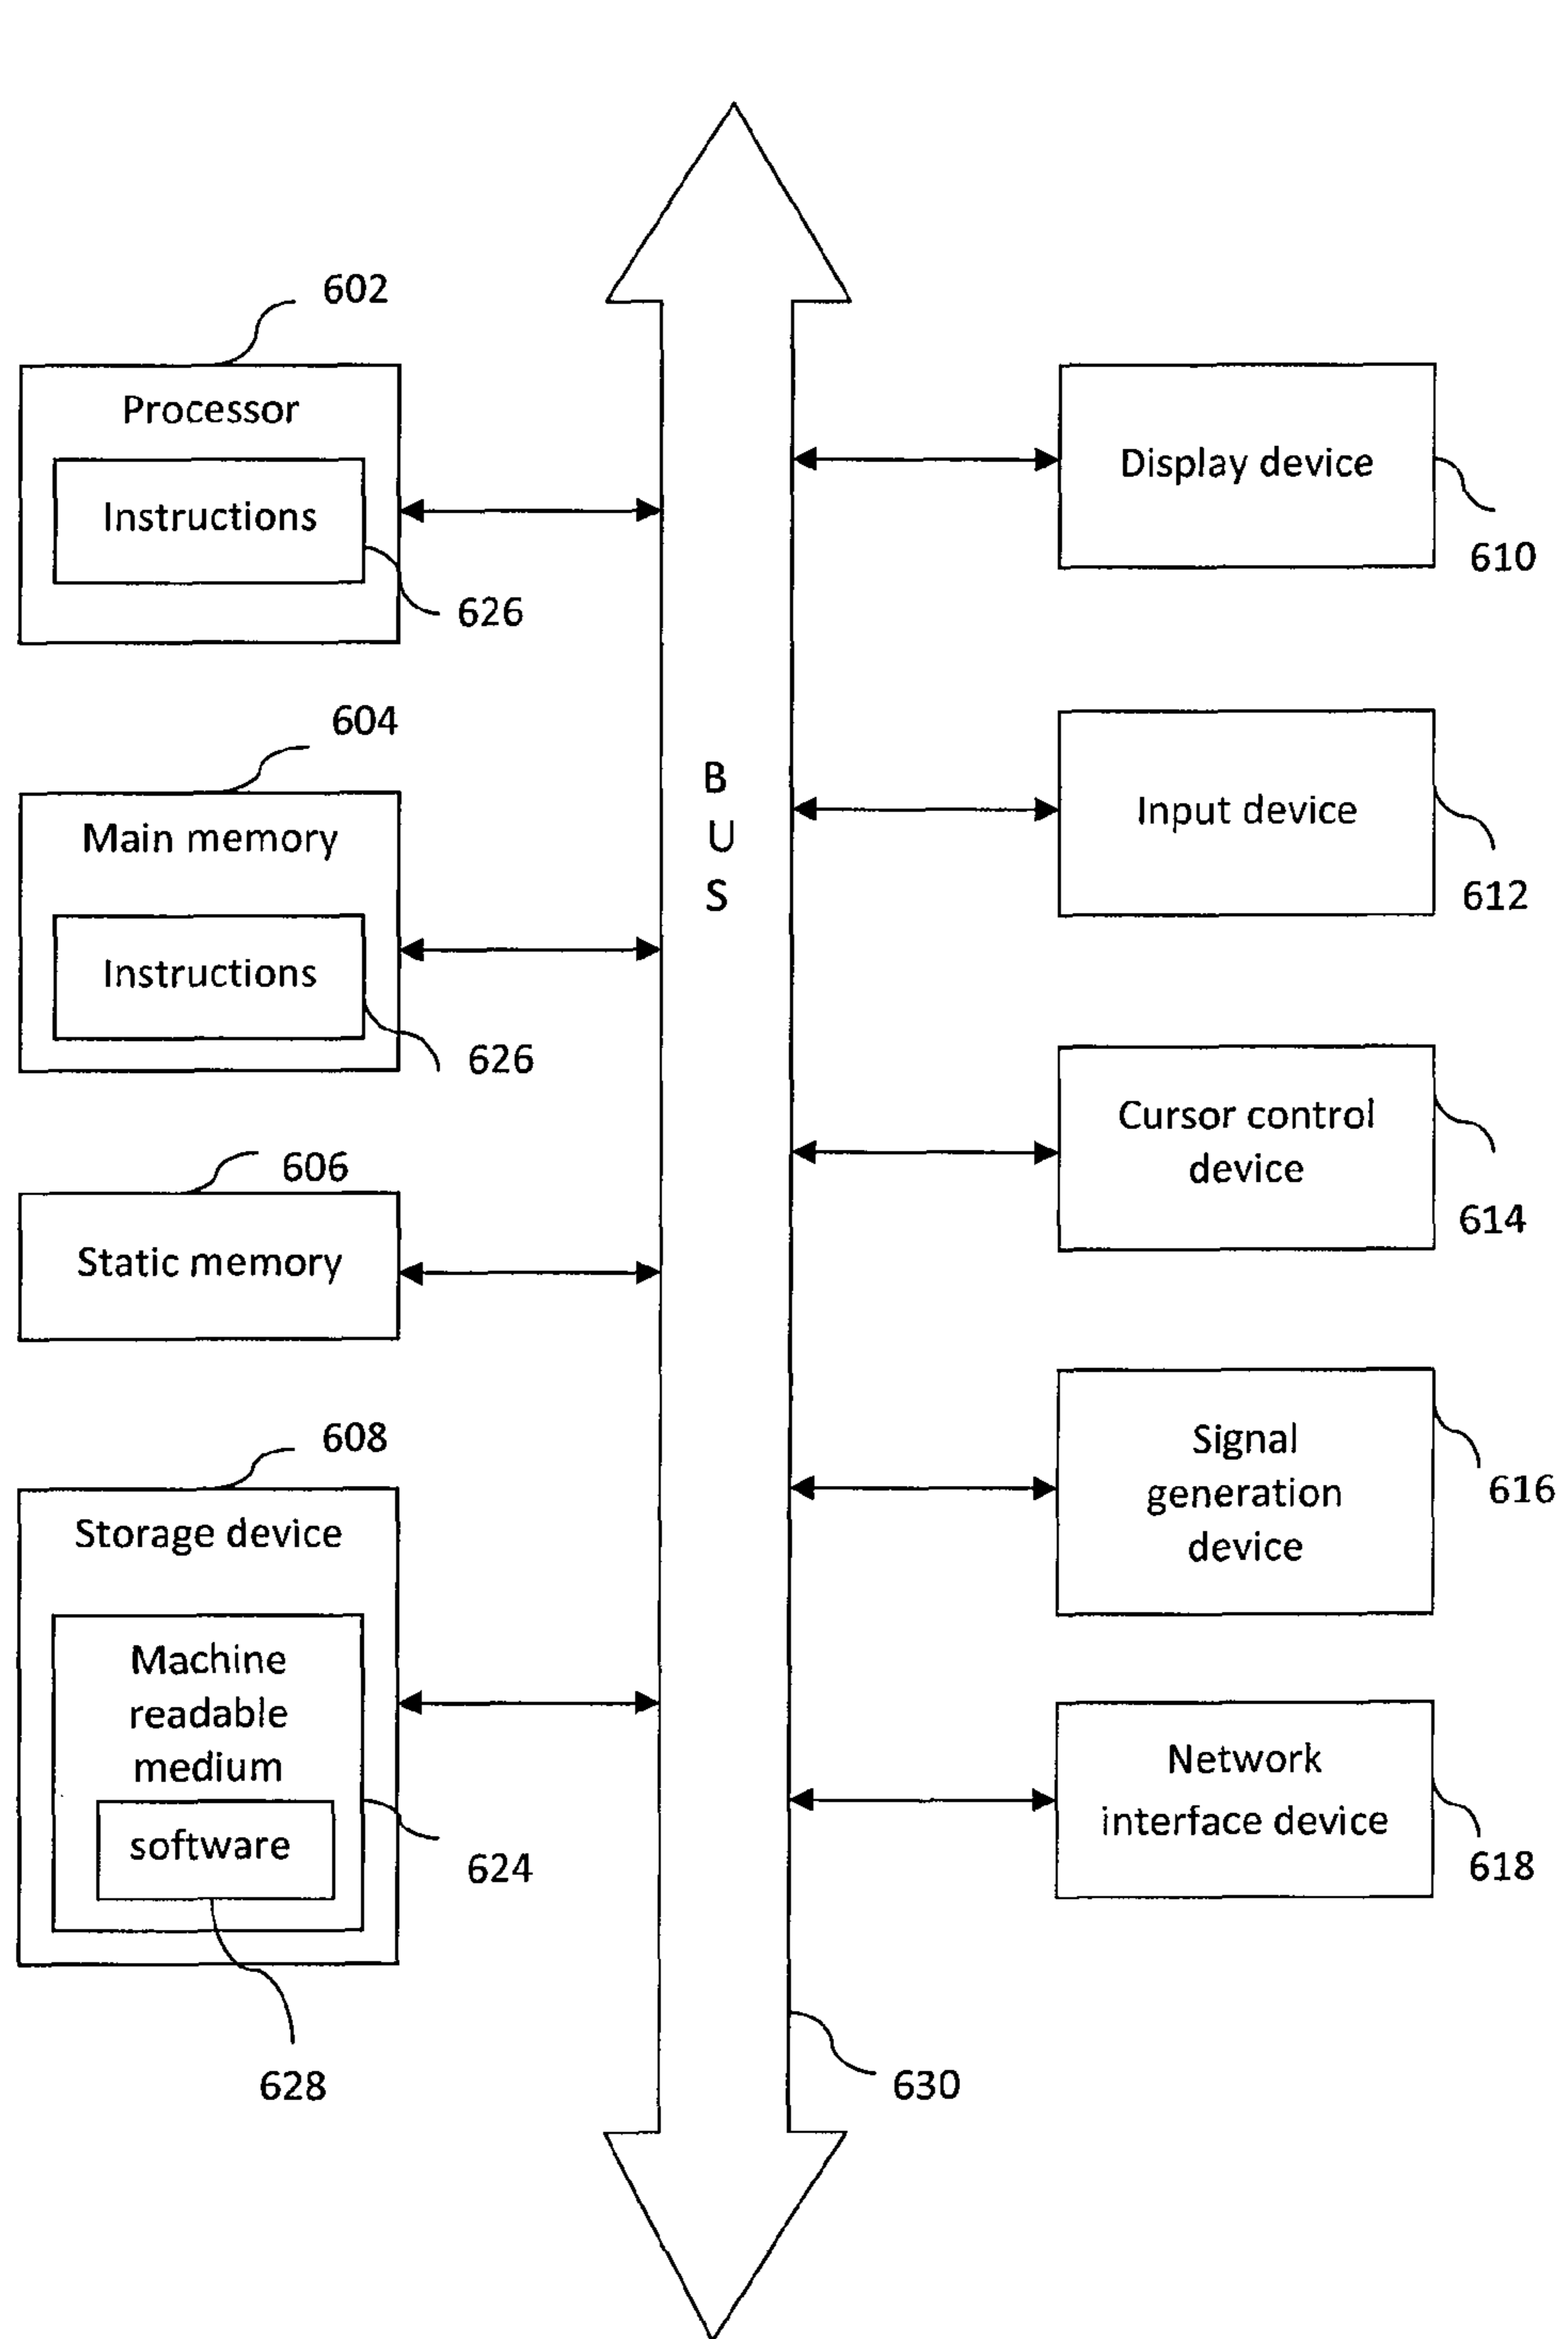 602
Processor
Instructions
626
604
Main memory
Instructions
626
606
Static memory
608
Storage device
Machine
readable
medium
software
624
628
B
U
S
630
Display device
610
Input device
612
Cursor control
device
614
Signal
generation
device
616
Network
interface device
618